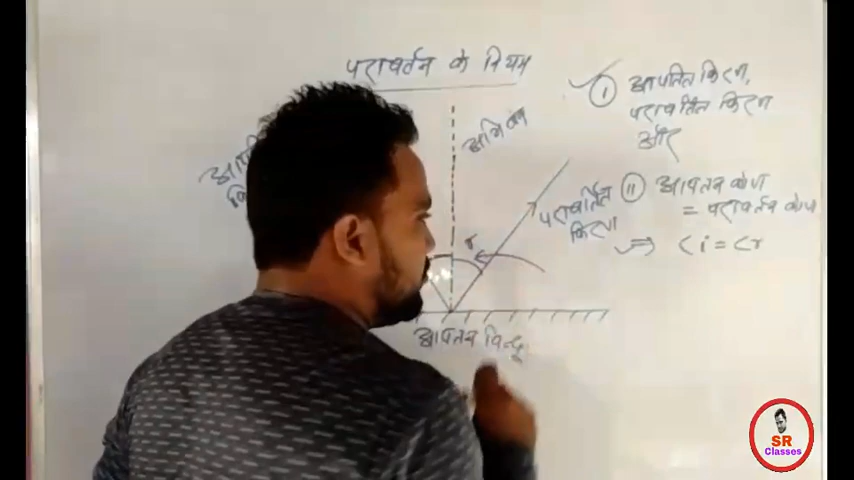 परावर्तन के नियम
अभिलम्ब
I आपतित किरण,
परावर्तित किरण
और
परावर्तित
किरण
II आपतन कोण
= परावर्तन कोण
⇒ <i = <r
r
आपतन बिन्दू
SR
Classes